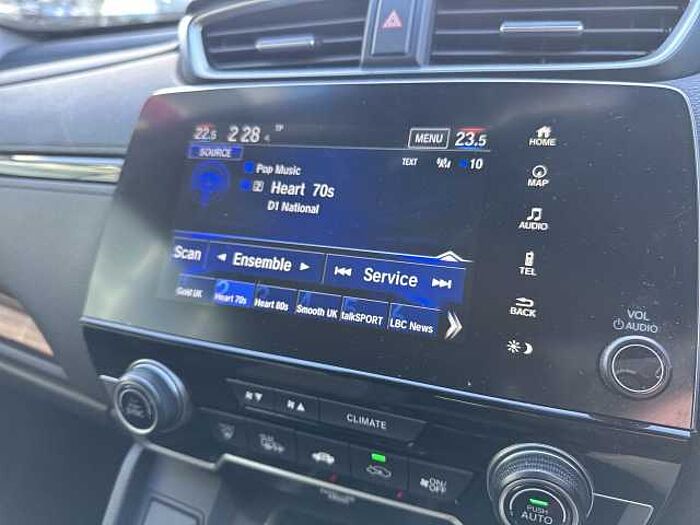 22.5 2 28 TP MENU 23.5 HOME
SOURCE TEXT 10
Pop Music
2 Heart 70s
D1 National
MAP
AUDIO
TEL
BACK
Scan Ensemble Service
Gold UK Heart 70s Heart 80s Smooth UK talkSPORT LBC News
VOL
AUDIO
CLIMATE
ON/OFF
PUSH
AUTO